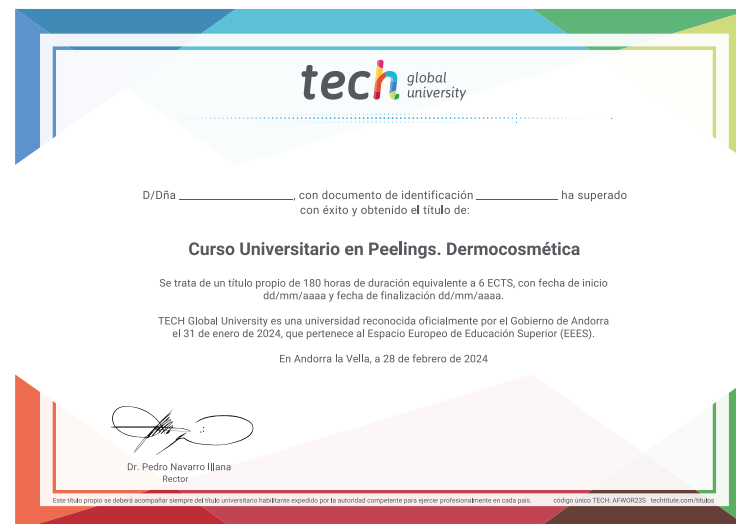 tech global university
D/Dña ____________, con documento de identificación ____________ ha superado
con éxito y obtenido el título de:
Curso Universitario en Peelings. Dermocosmética
Se trata de un título propio de 180 horas de duración equivalente a 6 ECTS, con fecha de inicio
dd/mm/aaaa y fecha de finalización dd/mm/aaaa.
TECH Global University es una universidad reconocida oficialmente por el Gobierno de Andorra
el 31 de enero de 2024, que pertenece al Espacio Europeo de Educación Superior (EEES).
En Andorra la Vella, a 28 de febrero de 2024
Dr. Pedro Navarro Illana
Rector
Este título propio se deberá acompañar siempre del título universitario habilitante expedido por la autoridad competente para ejercer profesionalmente en cada país. código único TECH: AFWOR23S techtitute.com/titulos